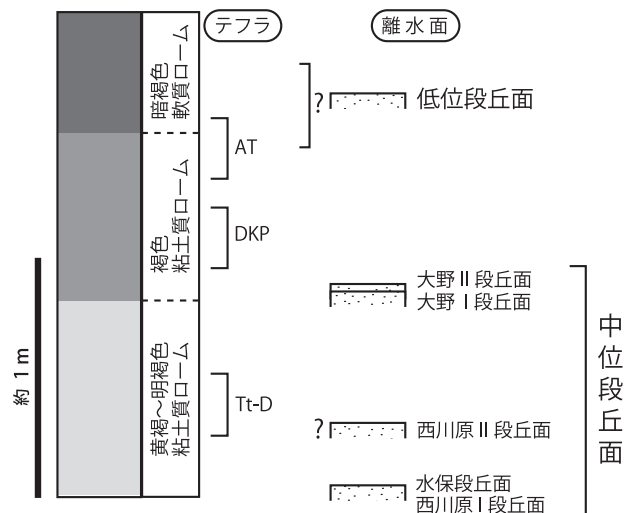 テフラ
離水面
暗褐色
軟質ローム
褐色
粘土質ローム
黄褐～明褐色
粘土質ローム
約1m
AT
DKP
Tt-D
?
低位段丘面
大野Ⅱ段丘面
大野Ⅰ段丘面
?
西川原Ⅱ段丘面
水保段丘面
西川原Ⅰ段丘面
中位段丘面